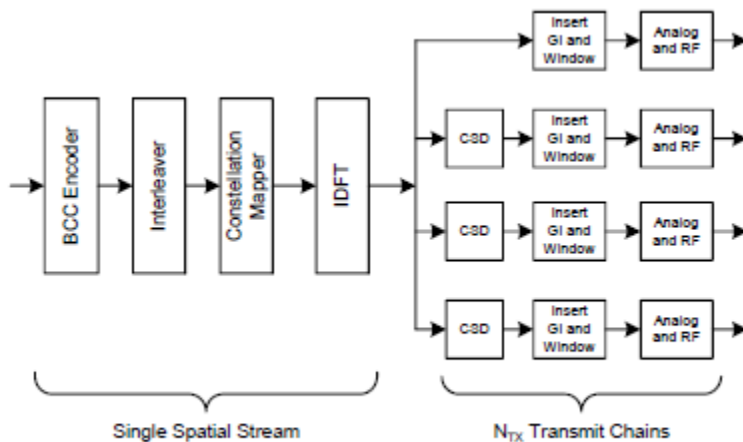 Insert
GI and
Window
Analog
and RF
BCC Encoder
Interleaver
Constellation
Mapper
IDFT
CSD
Insert
GI and
Window
Analog
and RF
CSD
Insert
GI and
Window
Analog
and RF
CSD
Insert
GI and
Window
Analog
and RF
Single Spatial Stream
NTX Transmit Chains